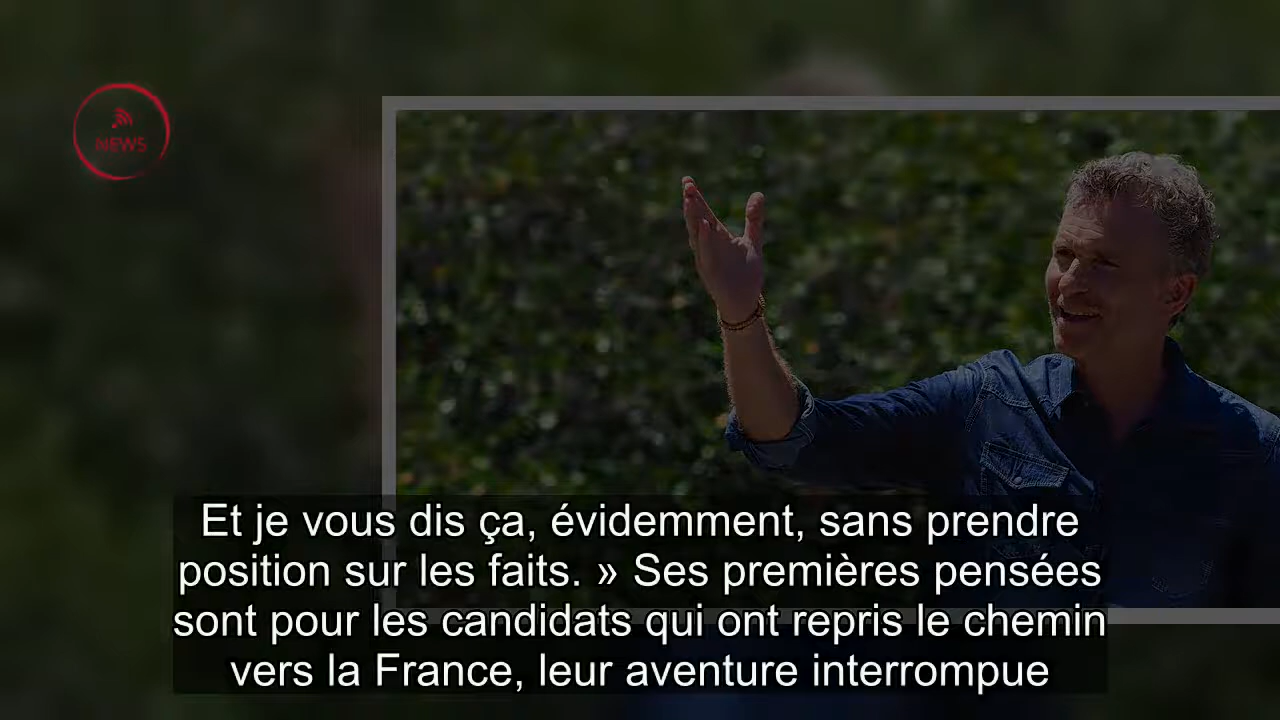 NEWS
Et je vous dis ça, évidemment, sans prendre
position sur les faits. » Ses premières pensées
sont pour les candidats qui ont repris le chemin
vers la France, leur aventure interrompue